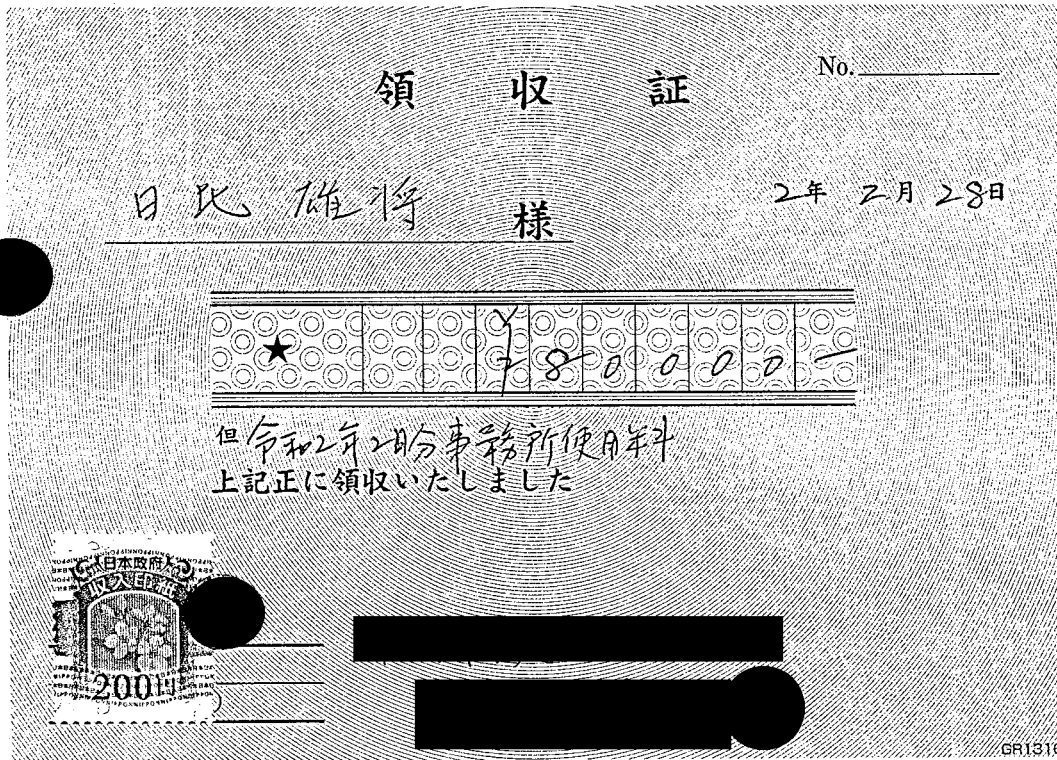 領収証
No.
日比 雄将 様
2年 2月 28日
★ ¥80000-
但 令和2年2月分事務所使用料
上記正に領収いたしました
日本政府
収入印紙
200円
GR1316